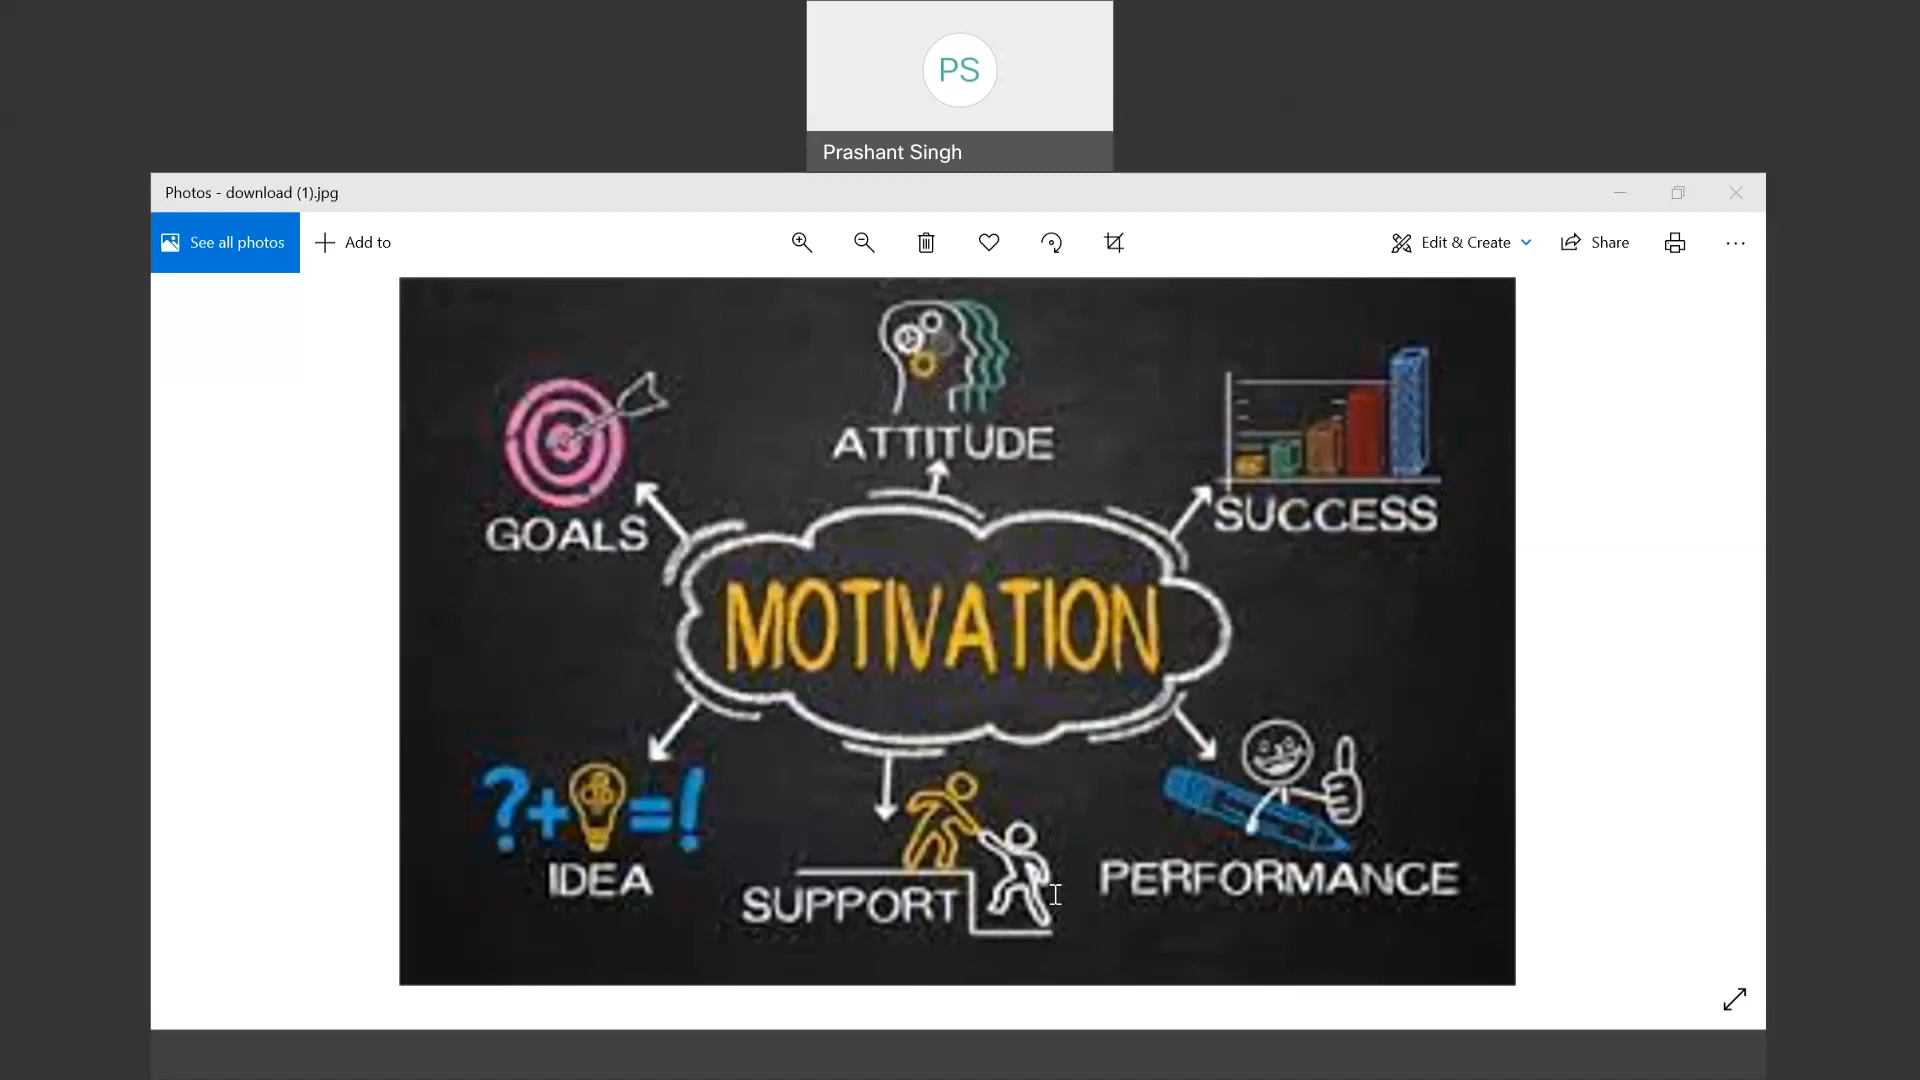 PS
Prashant Singh
Photos - download (1).jpg
See all photos
Add to
Edit & Create
Share
ATTITUDE
GOALS
SUCCESS
MOTIVATION
?+=!
IDEA
SUPPORT
PERFORMANCE